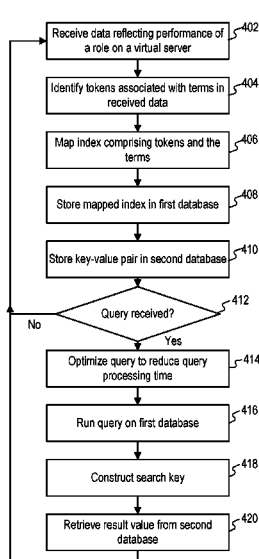 Receive data reflecting performance of
a role on a virtual server
402
Identify tokens associated with terms in
received data
404
Map index comprising tokens and the
terms
406
Store mapped index in first database
408
Store key-value pair in second database
410
Query received?
412
No
Yes
Optimize query to reduce query
processing time
414
Run query on first database
416
Construct search key
418
Retrieve result value from second
database
420